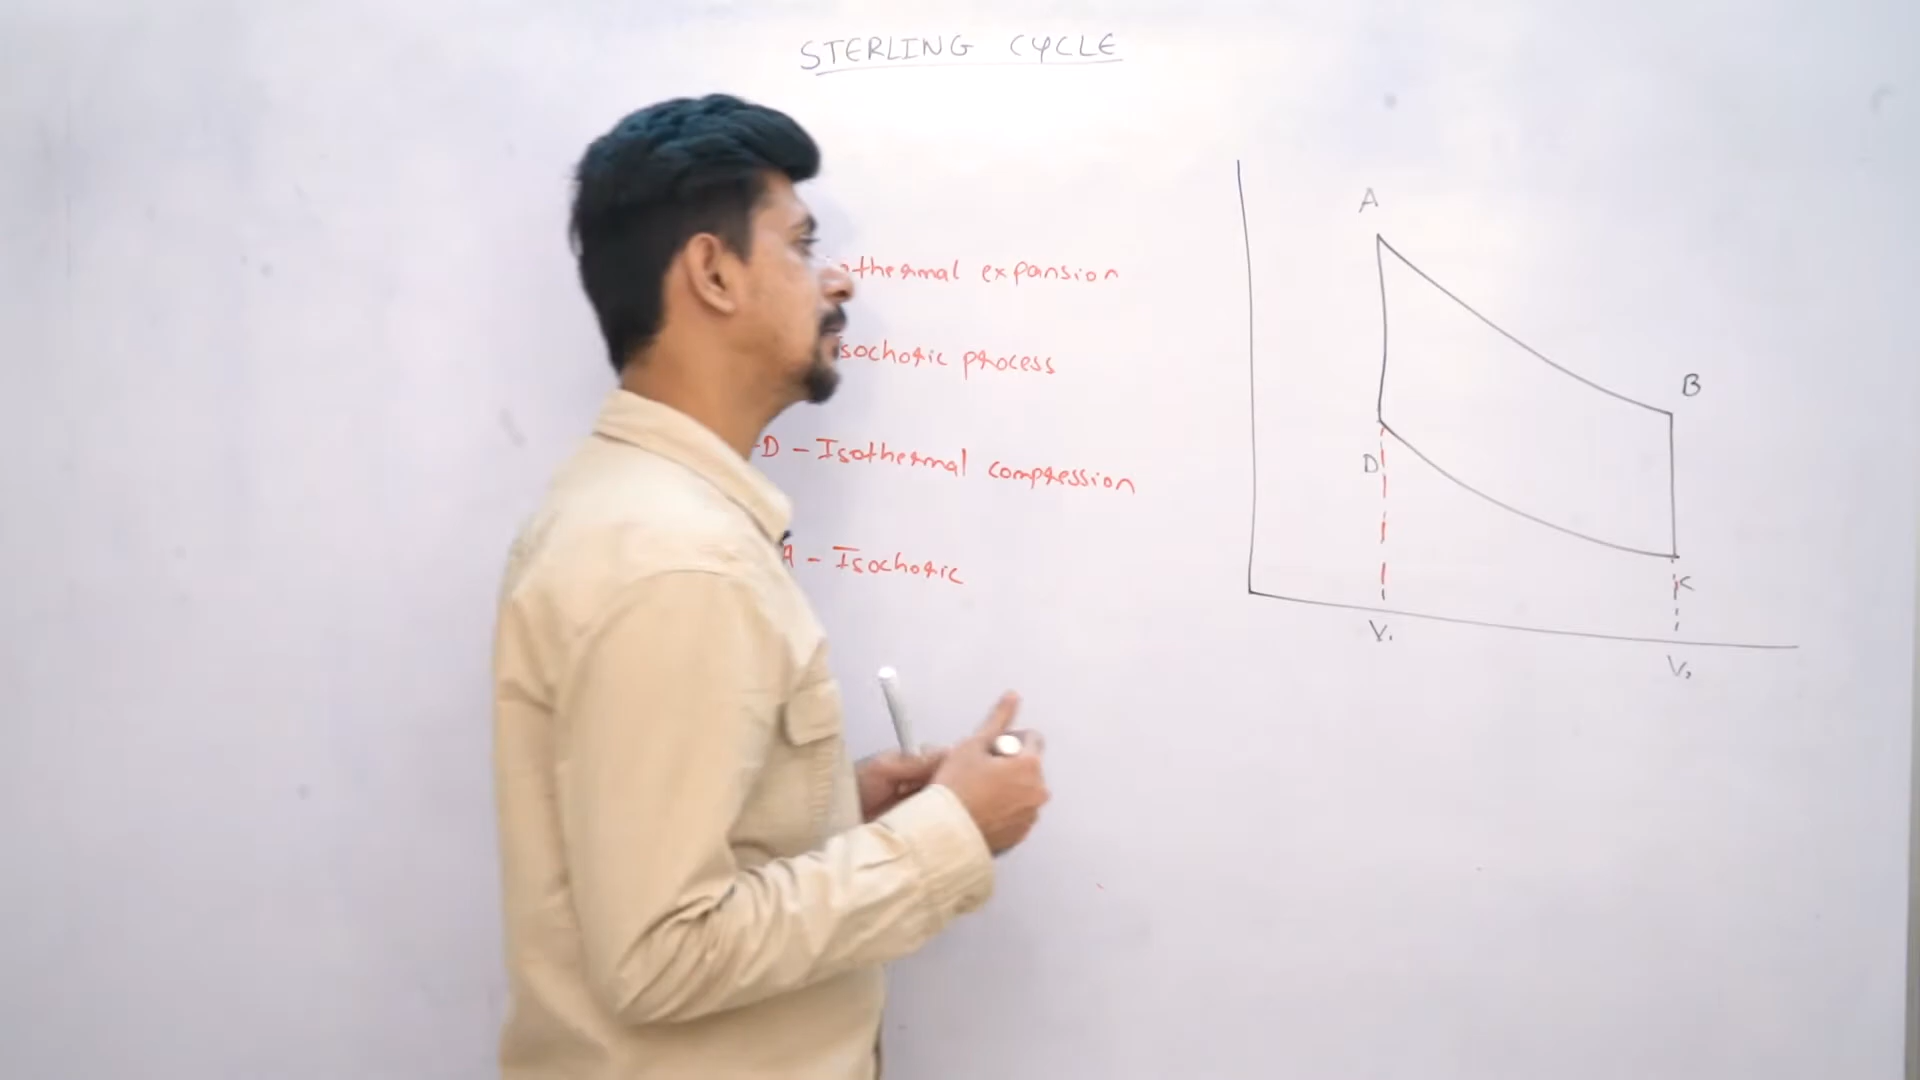 STERLING CYCLE
othermal expansion
sochoric process
-D - Isothermal compression
A - Isochoric
A
B
D
K
V₁
V₂